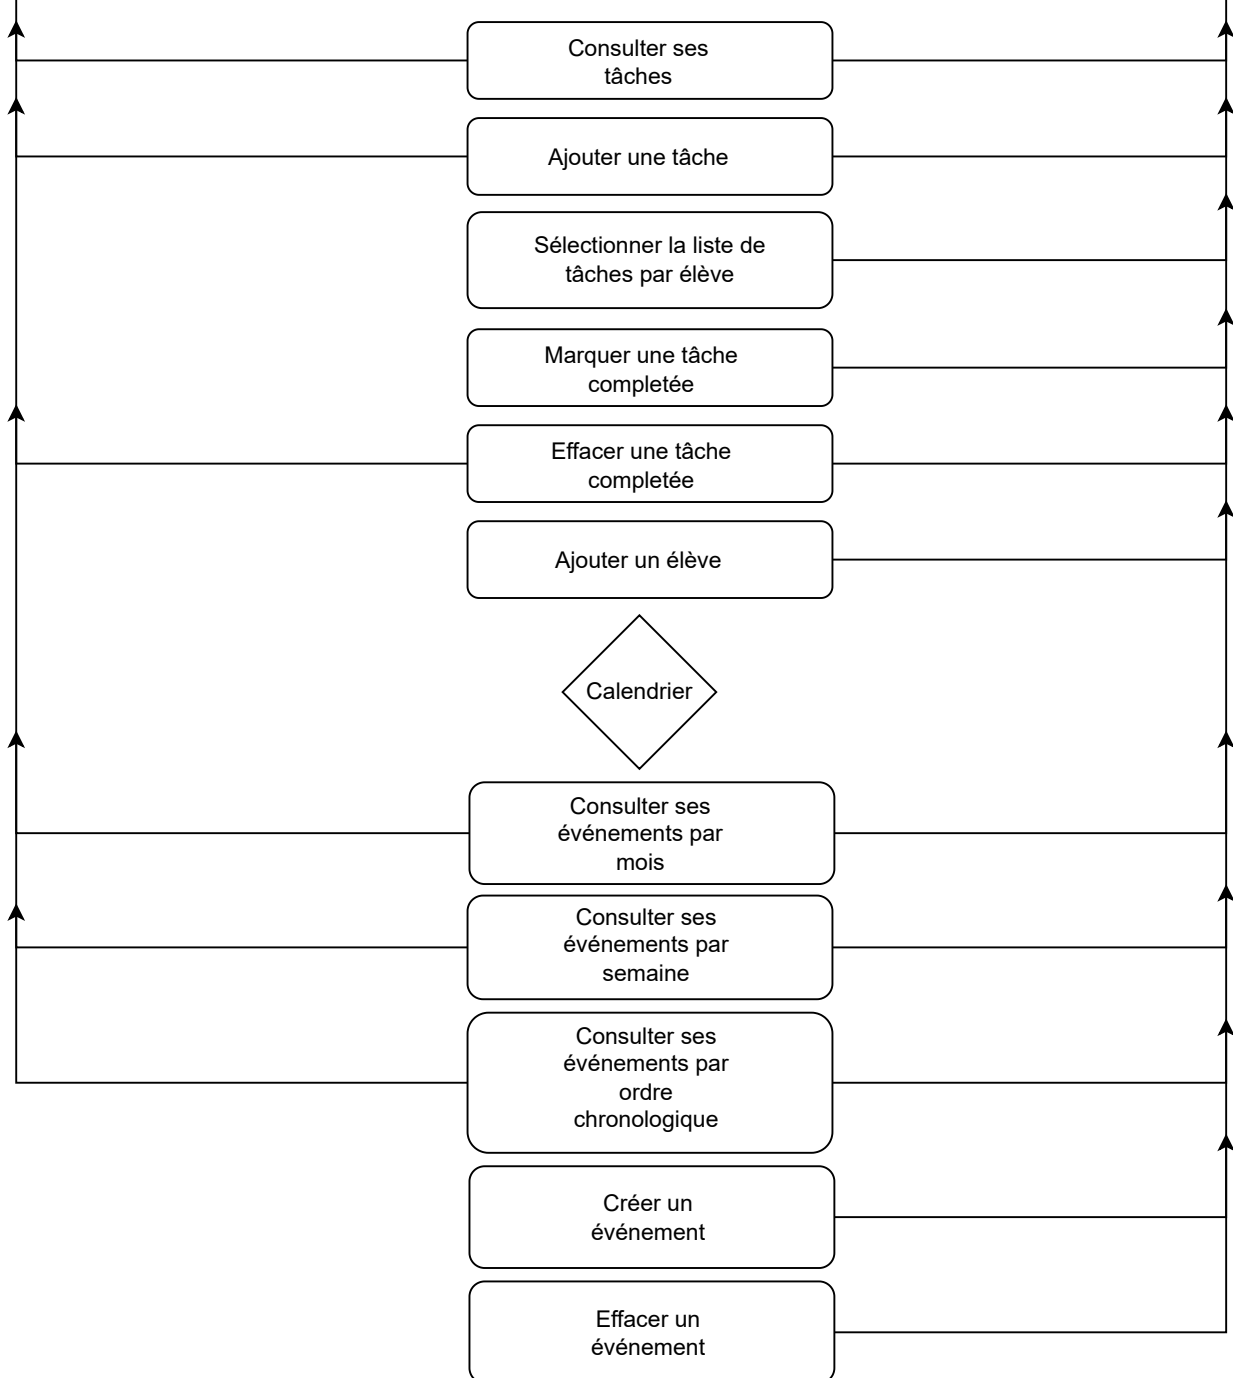 Consulter ses
tâches
Ajouter une tâche
Sélectionner la liste de
tâches par élève
Marquer une tâche
completée
Effacer une tâche
completée
Ajouter un élève
Calendrier
Consulter ses
événements par
mois
Consulter ses
événements par
semaine
Consulter ses
événements par
ordre
chronologique
Créer un
événement
Effacer un
événement